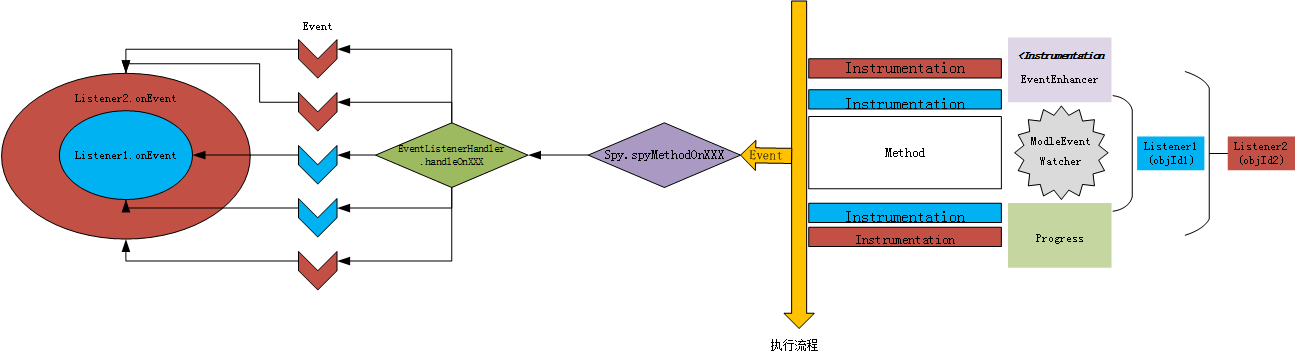 Event
Listener2.onEvent
Listener1.onEvent
EventListenerHandler
.handleOnXXX
Spy.spyMethodOnXXX
Event
Instrumentation
Instrumentation
Method
Instrumentation
Instrumentation
<Instrumentation
EventEnhancer
ModleEvent
Watcher
Progress
Listener1
(objId1)
Listener2
(objId2)
执行流程